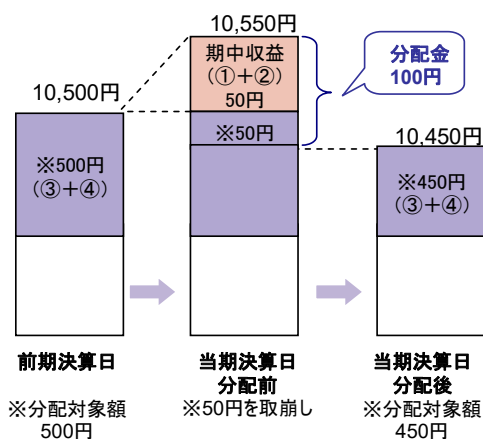 10,550円
期中収益
(①+②)
50円
分配金
100円
10,500円
※50円
10,450円
※500円
(③+④)
※450円
(③+④)
前期決算日
当期決算日
分配前
当期決算日
分配後
※分配対象額
500円
※50円を取崩し
※分配対象額
450円